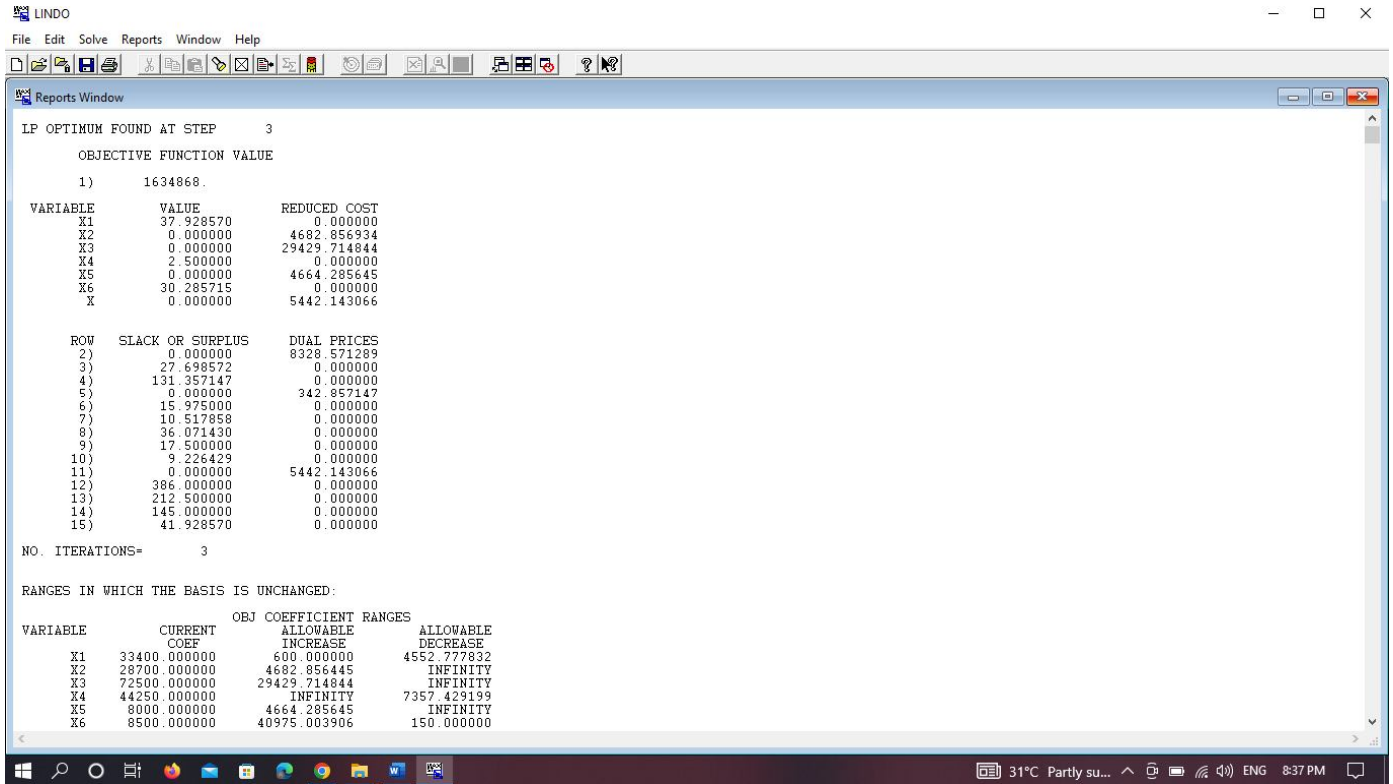 LINDO
File Edit Solve Reports Window Help
Reports Window
LP OPTIMUM FOUND AT STEP 3
OBJECTIVE FUNCTION VALUE
1) 1634868.
VARIABLE VALUE REDUCED COST
X1 37.928570 0.000000
X2 0.000000 4682.856934
X3 0.000000 29429.714844
X4 2.500000 0.000000
X5 0.000000 4664.285645
X6 30.285715 0.000000
X 0.000000 5442.143066
ROW SLACK OR SURPLUS DUAL PRICES
2) 0.000000 8328.571289
3) 27.698572 0.000000
4) 131.357147 0.000000
5) 0.000000 342.857147
6) 15.975000 0.000000
7) 10.517858 0.000000
8) 36.071430 0.000000
9) 17.500000 0.000000
10) 9.226429 0.000000
11) 0.000000 5442.143066
12) 386.000000 0.000000
13) 212.500000 0.000000
14) 145.000000 0.000000
15) 41.928570 0.000000
NO. ITERATIONS= 3
RANGES IN WHICH THE BASIS IS UNCHANGED:
OBJ COEFFICIENT RANGES
VARIABLE CURRENT ALLOWABLE ALLOWABLE
COEF INCREASE DECREASE
X1 33400.000000 600.000000 4552.777832
X2 28700.000000 4682.856445 INFINITY
X3 72500.000000 29429.714844 INFINITY
X4 44250.000000 INFINITY 7357.429199
X5 8000.000000 4664.285645 INFINITY
X6 8500.000000 40975.003906 150.000000
31°C Partly su... ENG 8:37 PM